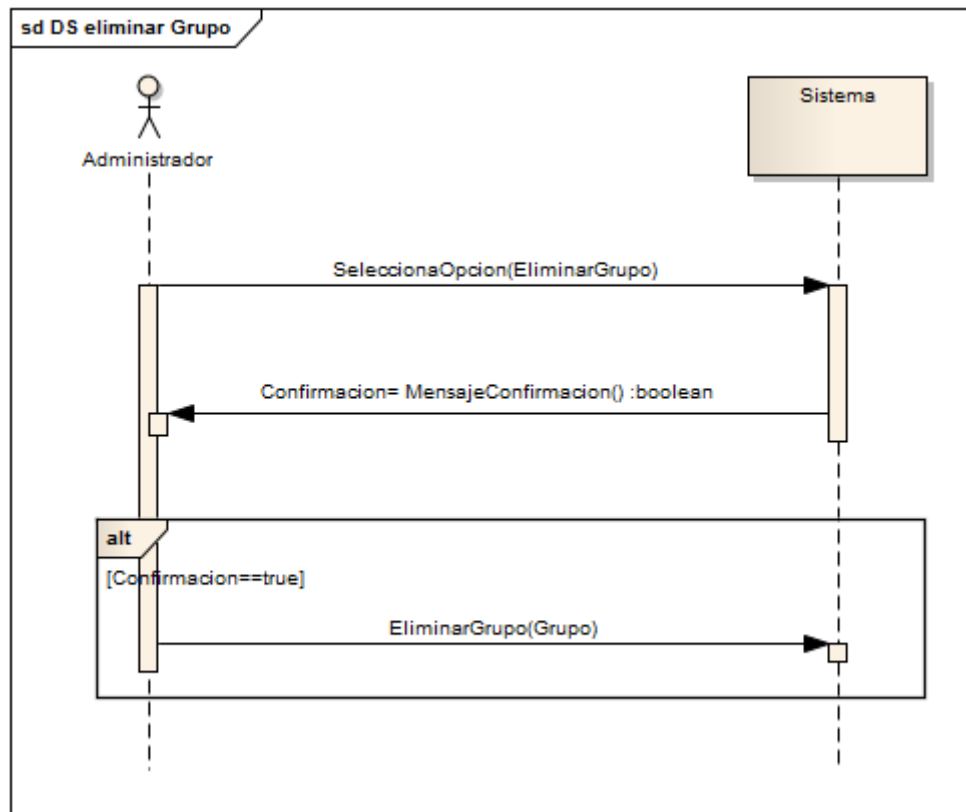 sd DS eliminar Grupo
Sistema
Administrador
SeleccionaOpcion(EliminarGrupo)
Confirmacion= MensajeConfirmacion() :boolean
alt
[Confirmacion==true]
EliminarGrupo(Grupo)